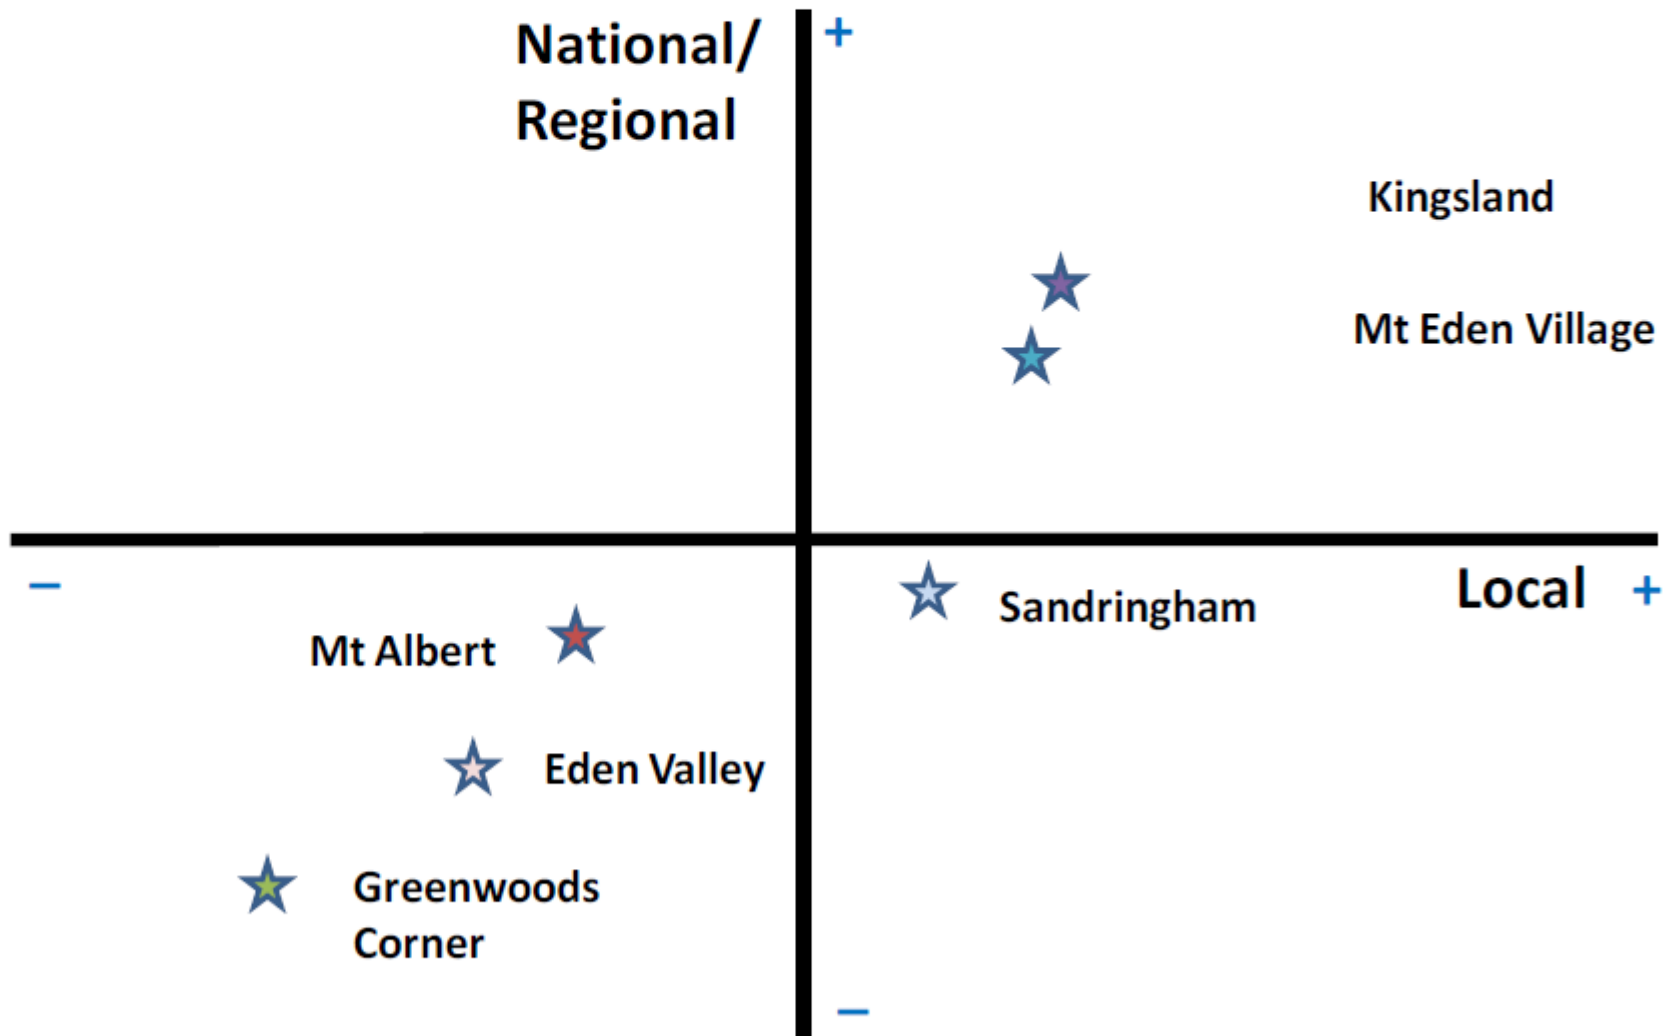 National/
Regional
+
Kingsland
Mt Eden Village
–
Local +
Sandringham
Mt Albert
Eden Valley
Greenwoods
Corner
–